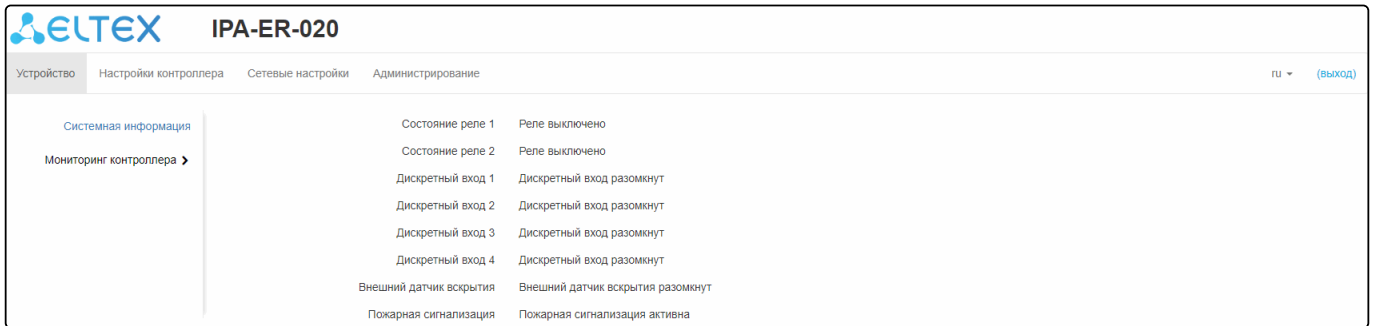 ELTEX IPA-ER-020
Устройство Настройки контроллера Сетевые настройки Администрирование ru (выход)
Системная информация
Мониторинг контроллера
Состояние реле 1 Реле выключено
Состояние реле 2 Реле выключено
Дискретный вход 1 Дискретный вход разомкнут
Дискретный вход 2 Дискретный вход разомкнут
Дискретный вход 3 Дискретный вход разомкнут
Дискретный вход 4 Дискретный вход разомкнут
Внешний датчик вскрытия Внешний датчик вскрытия разомкнут
Пожарная сигнализация Пожарная сигнализация активна